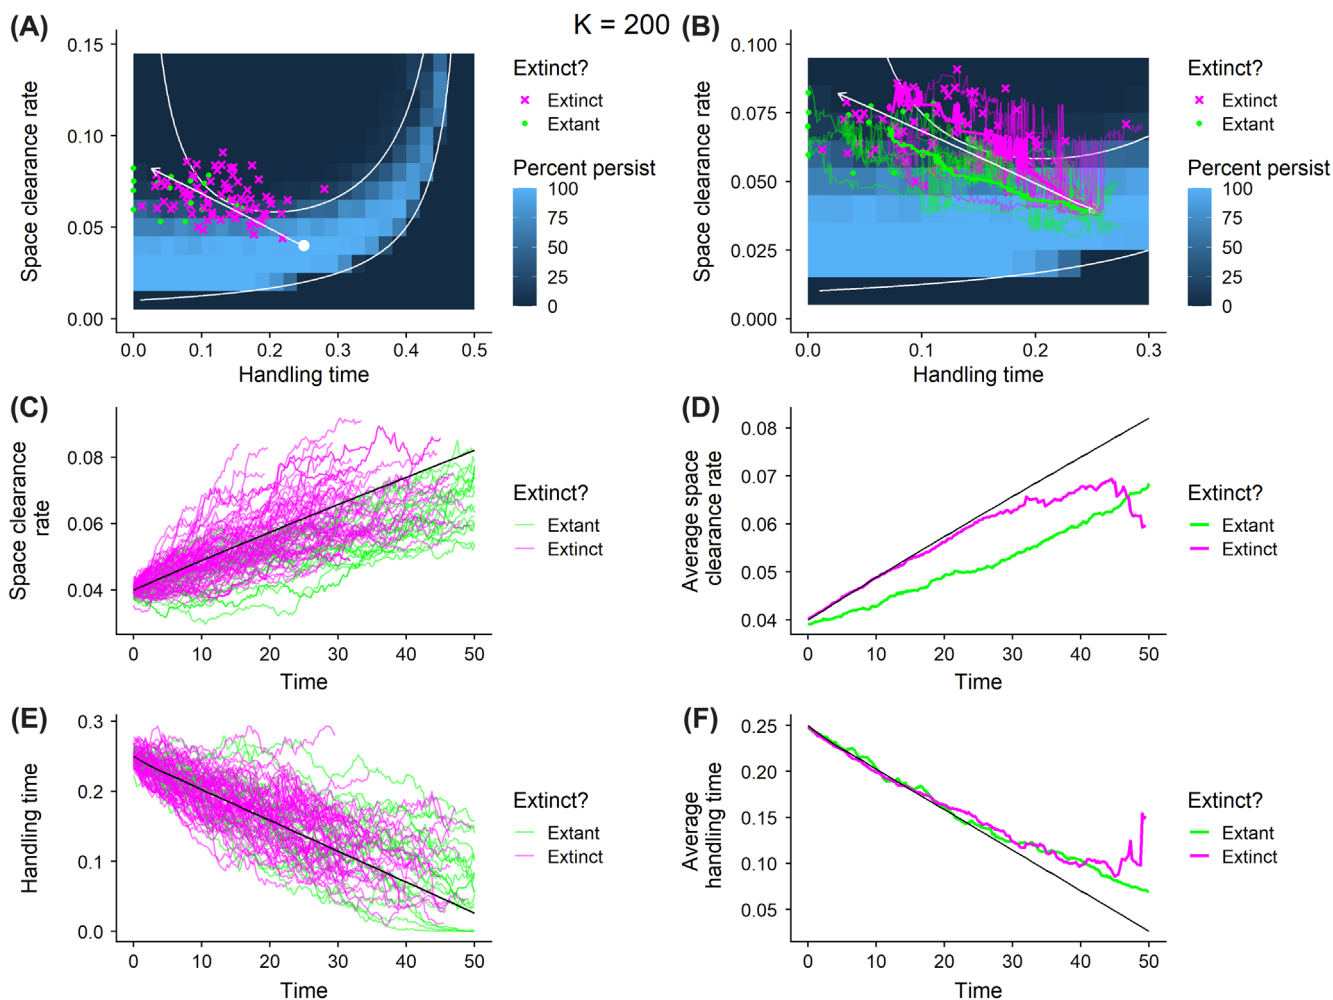 (A)
K = 200
(B)
Space clearance rate
0.15
0.10
0.05
0.00
0.0
0.1
0.2
0.3
0.4
0.5
Handling time
Extinct?
Extinct
Extant
Percent persist
100
75
50
25
0
Space clearance rate
0.100
0.075
0.050
0.025
0.000
0.1
0.2
0.3
Handling time
Extinct?
Extinct
Extant
Percent persist
100
75
50
25
0
(C)
Space clearance
rate
0.08
0.06
0.04
0
10
20
30
40
50
Time
Extinct?
Extant
Extinct
(D)
Average space
clearance rate
0.08
0.07
0.06
0.05
0.04
0
10
20
30
40
50
Time
Extinct?
Extant
Extinct
(E)
Handling time
0.3
0.2
0.1
0.0
0
10
20
30
40
50
Time
Extinct?
Extant
Extinct
(F)
Average
handling time
0.25
0.20
0.15
0.10
0.05
0
10
20
30
40
50
Time
Extinct?
Extant
Extinct